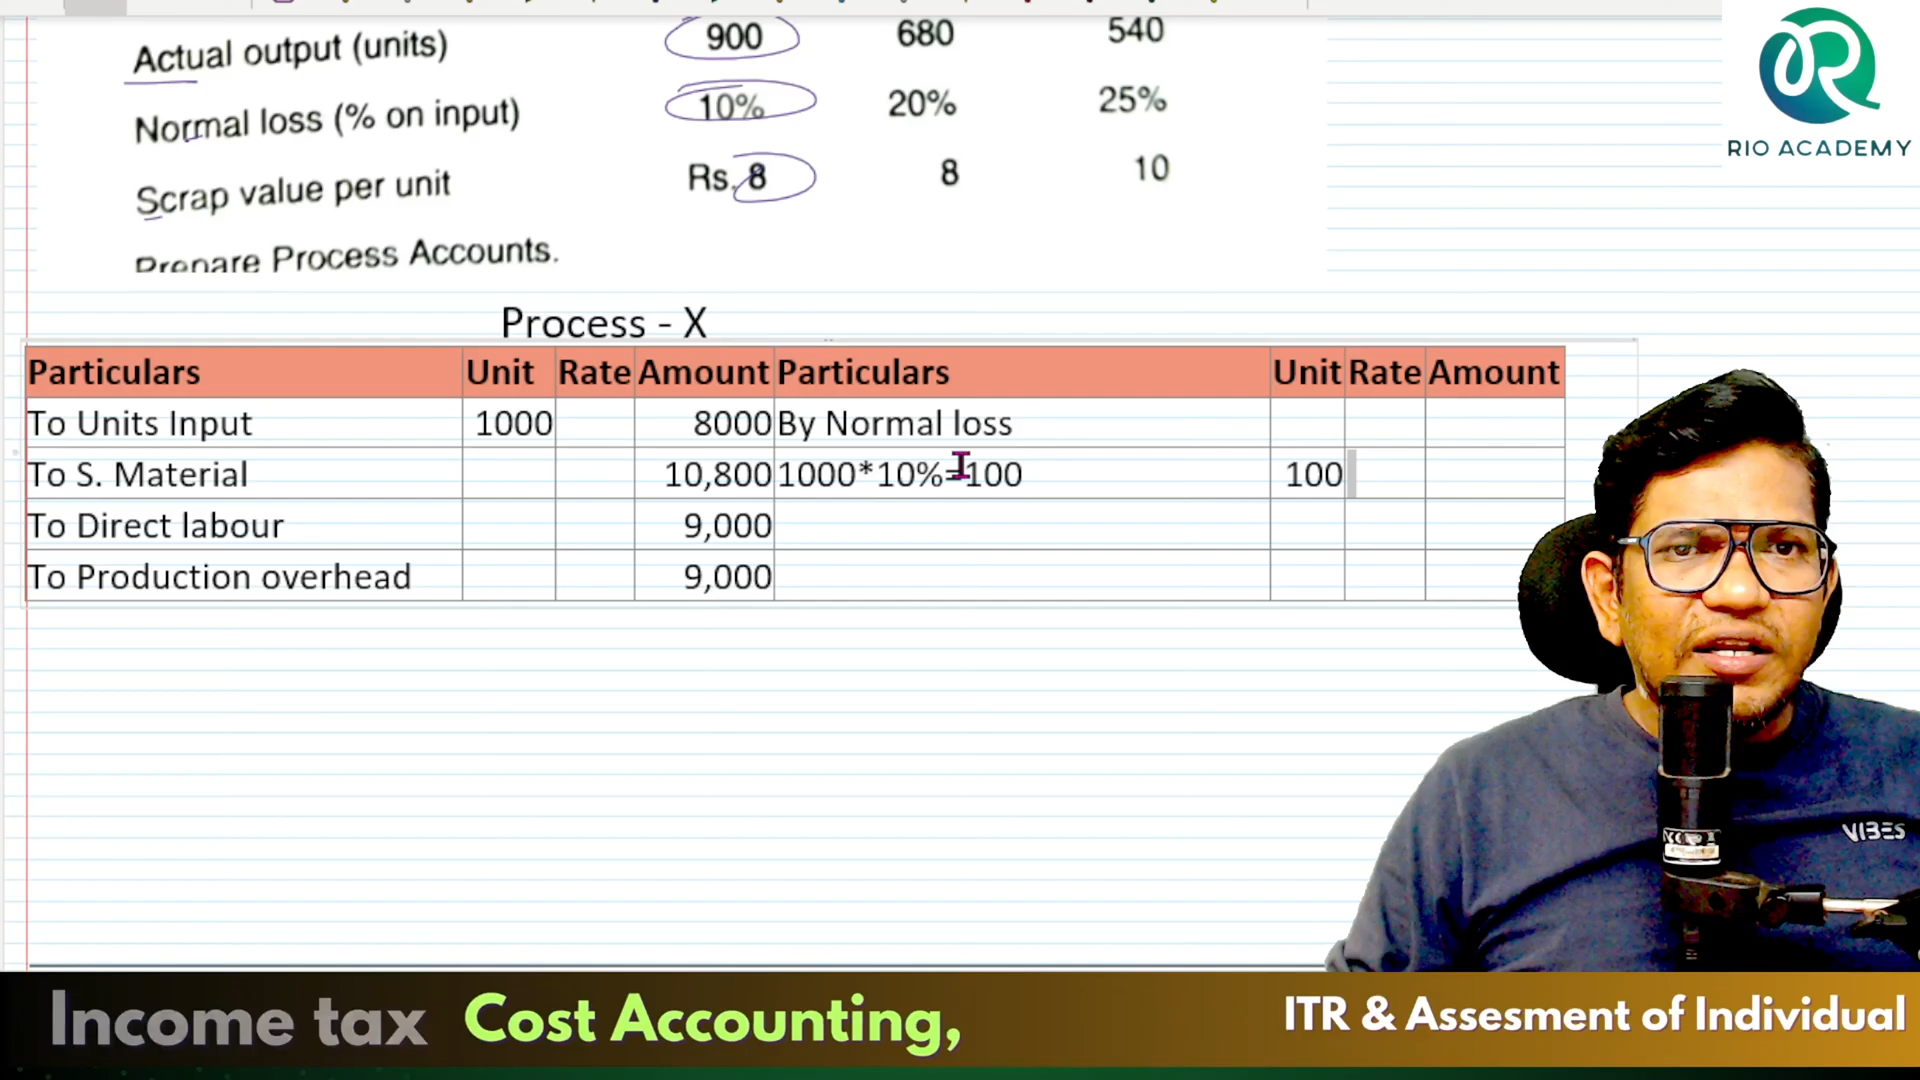 Actual output (units) 900 680 540
Normal loss (% on input) 10% 20% 25%
Scrap value per unit Rs. 8 8 10
Prepare Process Accounts.
RIO ACADEMY
Process - X
Particulars Unit Rate Amount Particulars Unit Rate Amount
To Units Input 1000 8000 By Normal loss
To S. Material 10,800 1000*10%=100 100
To Direct labour 9,000
To Production overhead 9,000
VIBES
Income tax Cost Accounting, ITR & Assesment of Individual